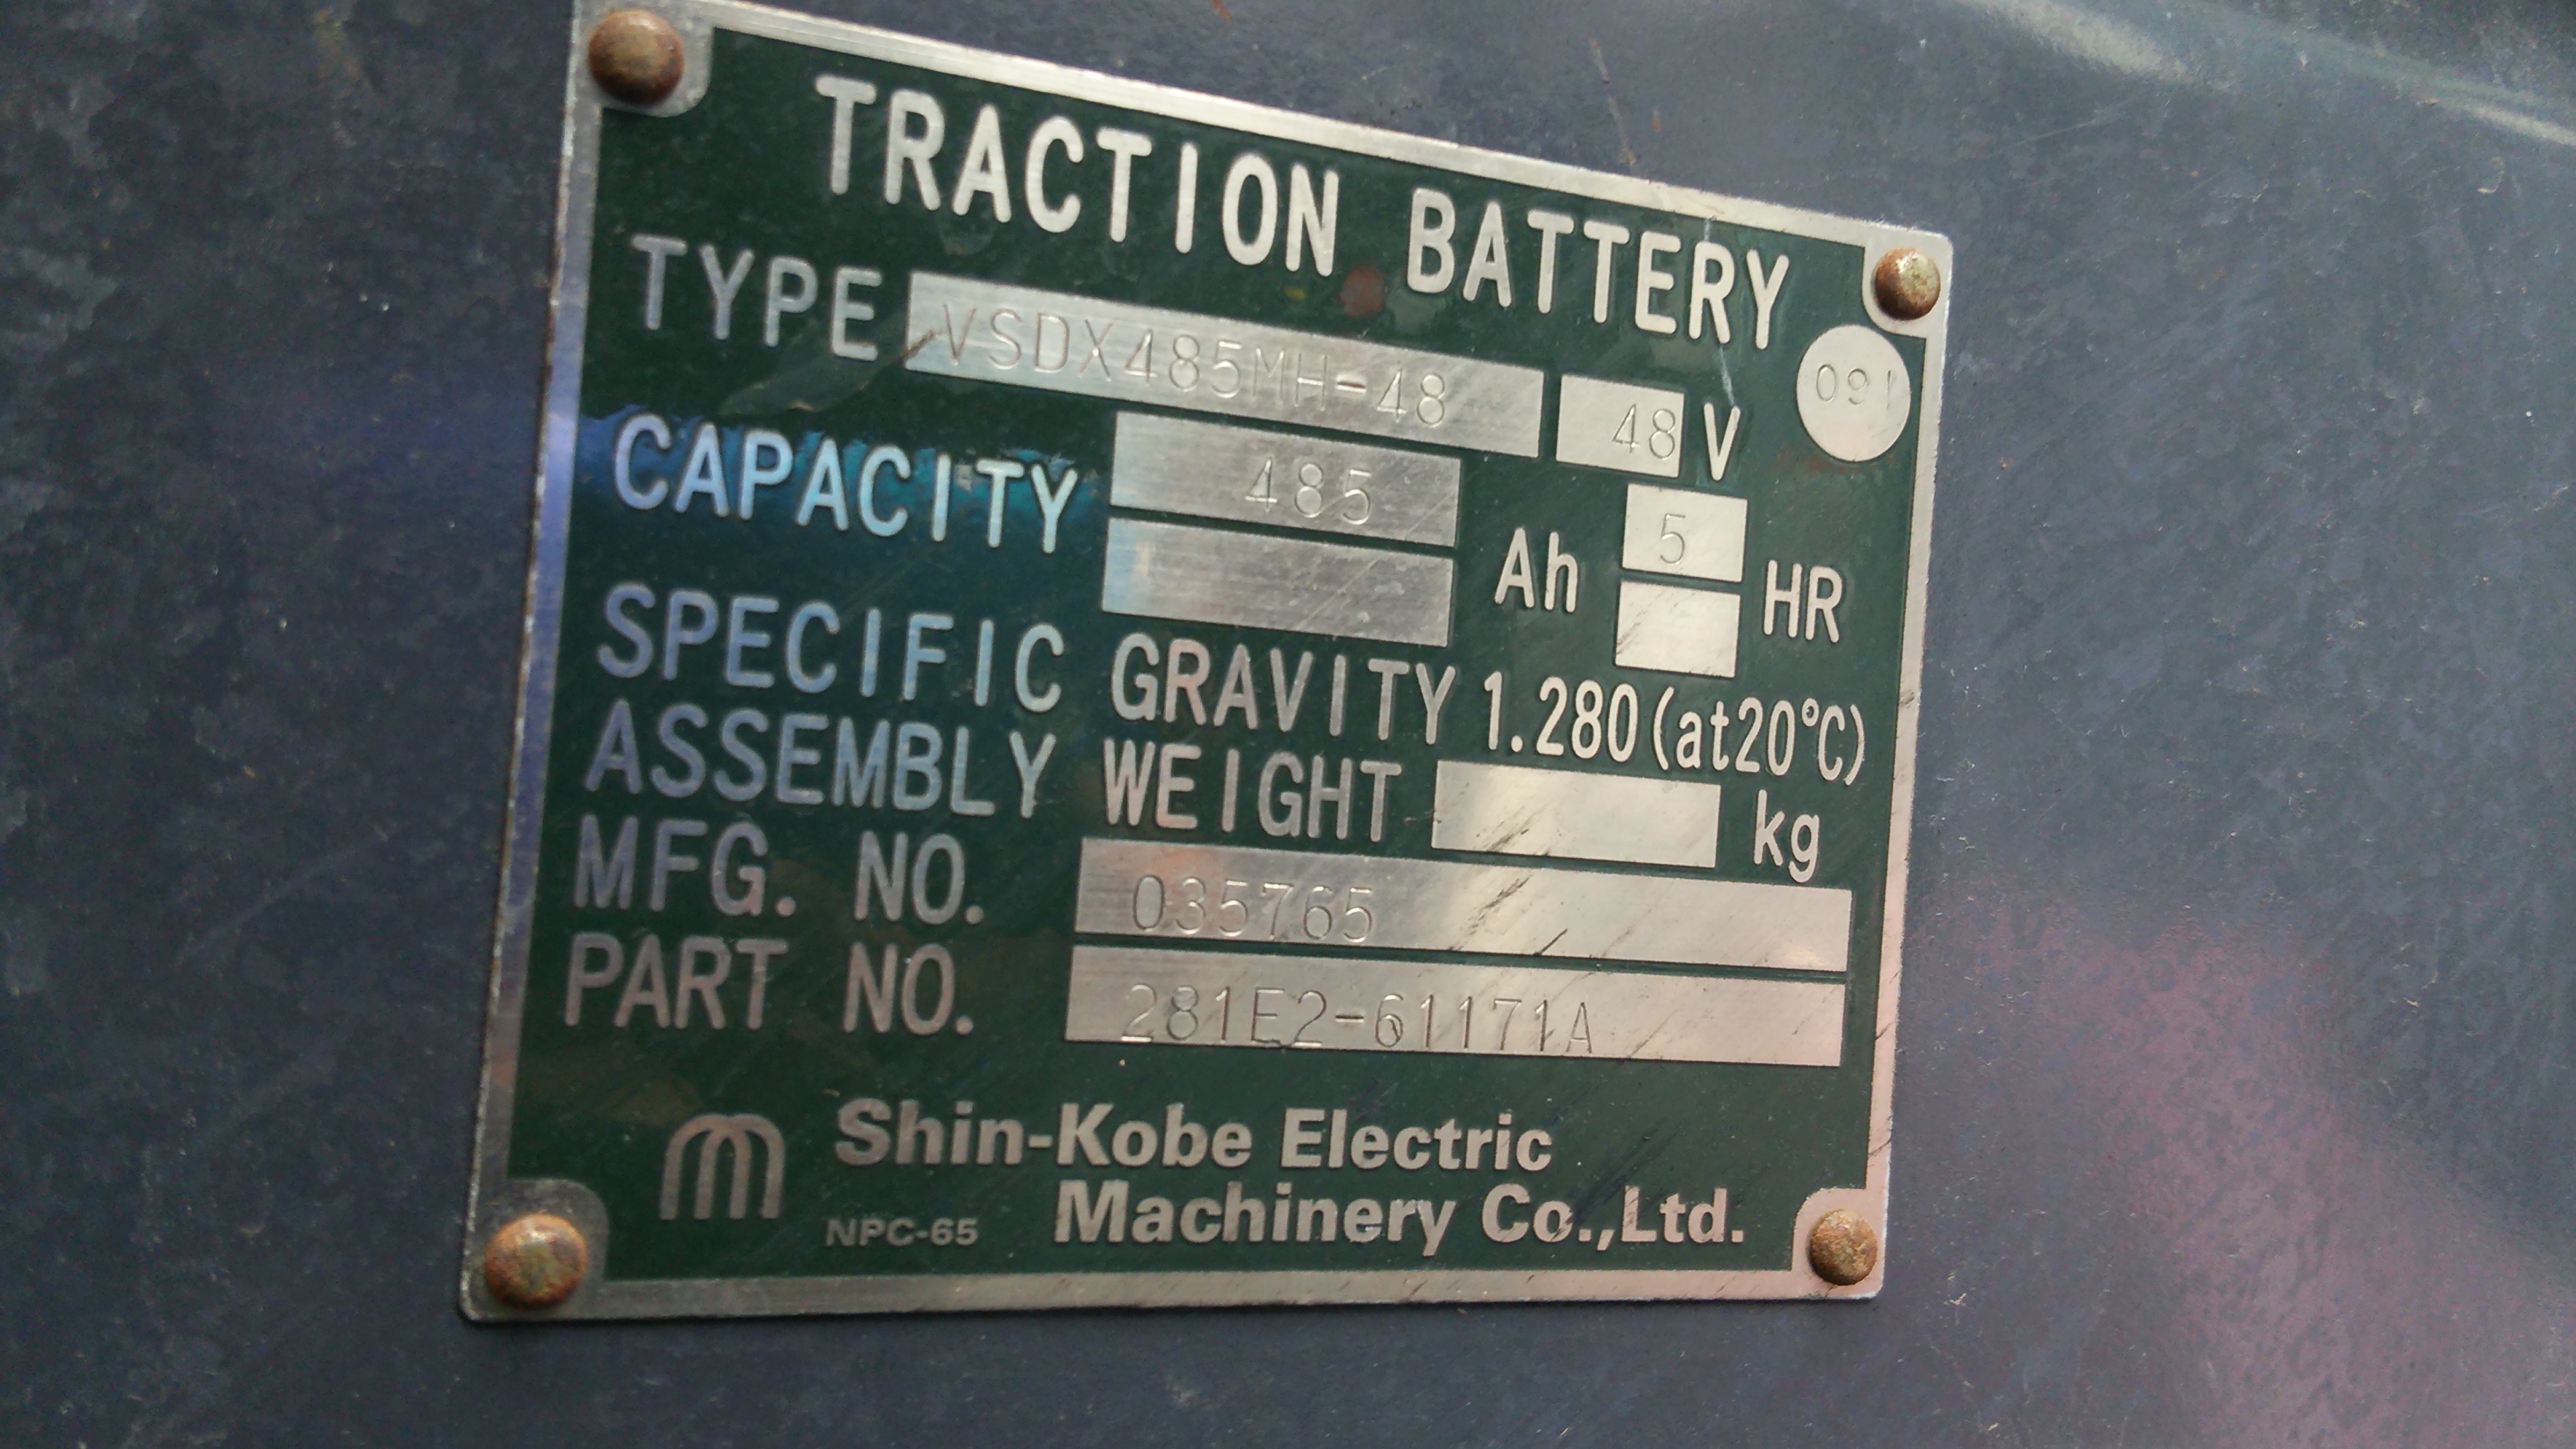 TRACTION BATTERY
TYPE VSDX485MH-48 48 V 091
CAPACITY 485 Ah 5 HR
SPECIFIC GRAVITY 1.280 (at20℃)
ASSEMBLY WEIGHT kg
MFG. NO. 035765
PART NO. 281E2-61171A
Shin-Kobe Electric
NPC-65 Machinery Co.,Ltd.